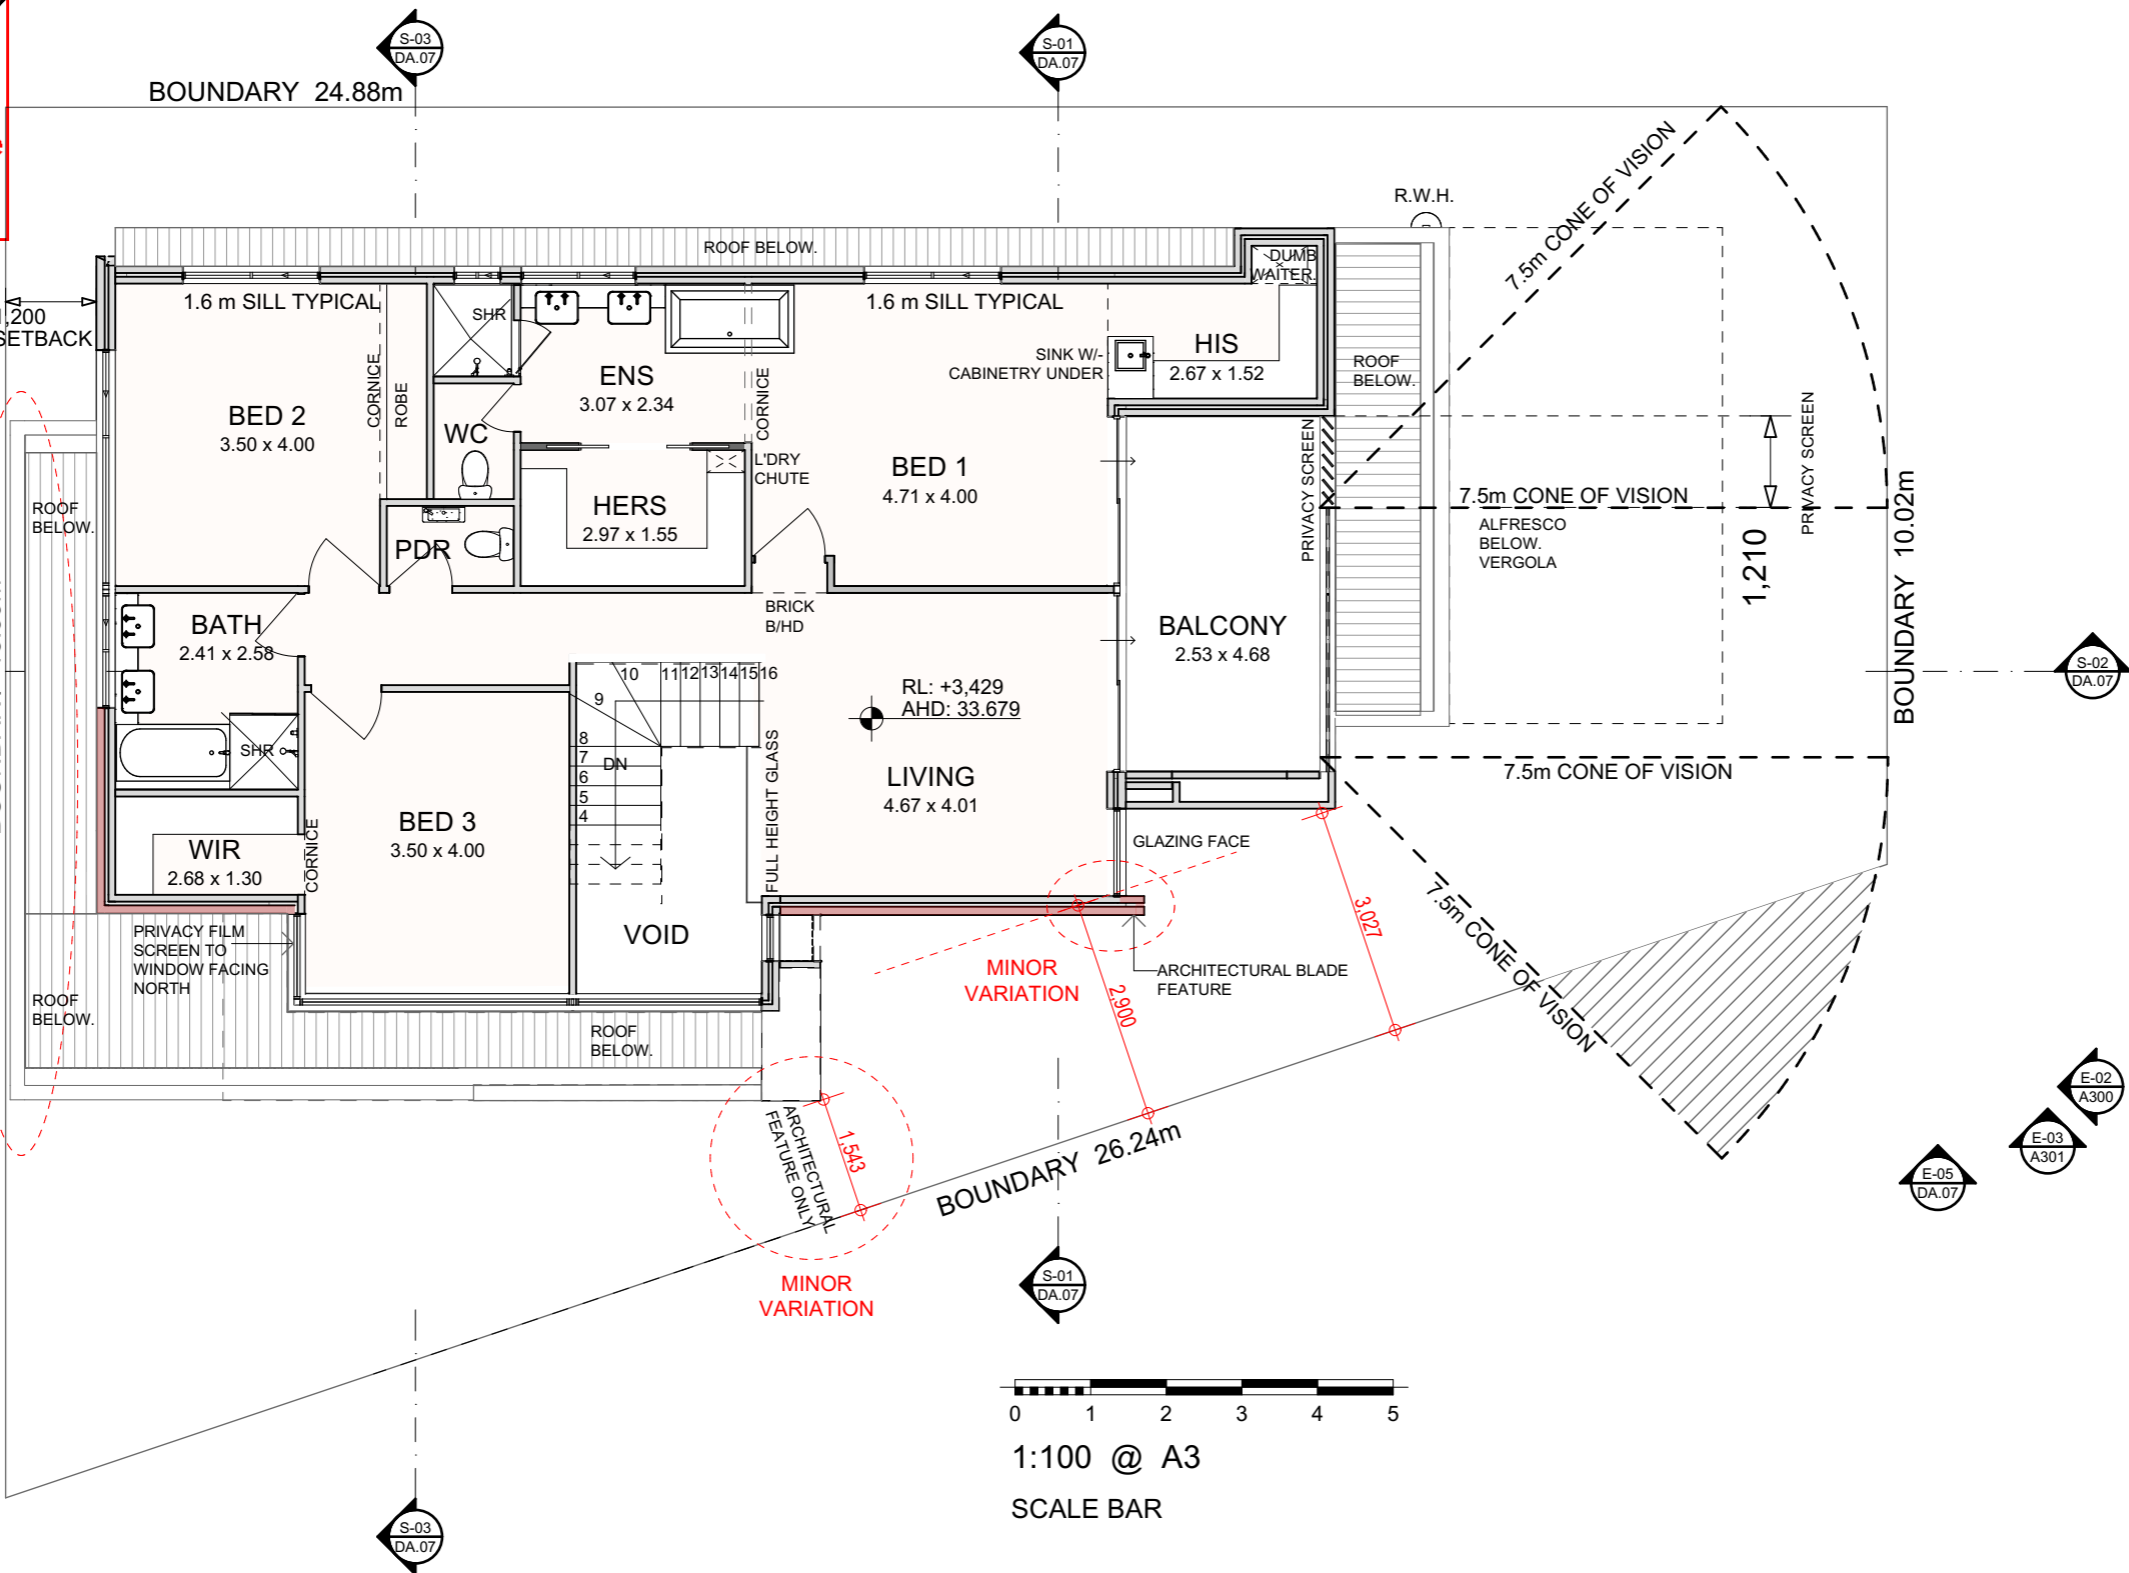 S-03
DA.07
S-01
DA.07
BOUNDARY 24.88m
7.5m CONE OF VISION
R.W.H.
ROOF BELOW.
DUMB
WAITER.
1.6 m SILL TYPICAL
SHR
1.6 m SILL TYPICAL
SETBACK
CORNICE
ROBE
ENS
3.07 x 2.34
CORNICE
SINK W/-
CABINETRY UNDER
HIS
2.67 x 1.52
ROOF
BELOW.
BED 2
3.50 x 4.00
WC
L'DRY
CHUTE
BED 1
4.71 x 4.00
PRIVACY SCREEN
PRIVACY SCREEN
7.5m CONE OF VISION
ALFRESCO
BELOW.
VERGOLA
1,210
BOUNDARY 10.02m
ROOF
BELOW.
HERS
2.97 x 1.55
PDR
BATH
2.41 x 2.58
BRICK
B/HD
BALCONY
2.53 x 4.68
S-02
DA.07
10
11
12
13
14
15
16
9
8
7
6
5
4
DN
RL: +3,429
AHD: 33.679
SHR
FULL HEIGHT GLASS
LIVING
4.67 x 4.01
7.5m CONE OF VISION
BED 3
3.50 x 4.00
WIR
2.68 x 1.30
CORNICE
GLAZING FACE
7.5m CONE OF VISION
3,027
PRIVACY FILM
SCREEN TO
WINDOW FACING
NORTH
VOID
MINOR
VARIATION
2,900
ARCHITECTURAL BLADE
FEATURE
ROOF
BELOW.
ROOF
BELOW.
ARCHITECTURAL
FEATURE ONLY
1,543
BOUNDARY 26.24m
E-02
A300
E-03
A301
E-05
DA.07
MINOR
VARIATION
S-01
DA.07
0 1 2 3 4 5
1:100 @ A3
SCALE BAR
S-03
DA.07